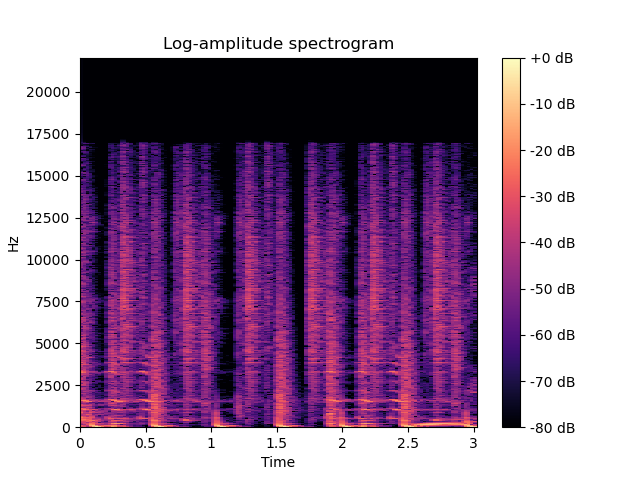 Log-amplitude spectrogram
+0 dB
20000
-10 dB
17500
-20 dB
15000
-30 dB
12500
Hz
-40 dB
10000
-50 dB
7500
-60 dB
5000
-70 dB
2500
0
-80 dB
0 0.5 1 1.5 2 2.5 3
Time